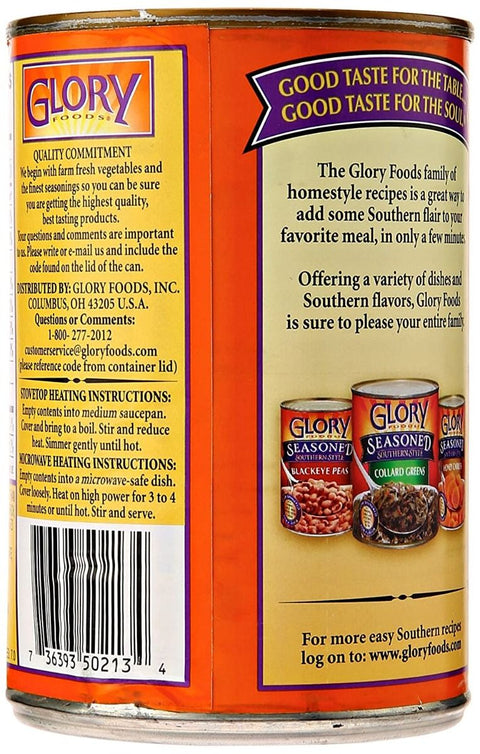 GLORY
FOODS®
QUALITY COMMITMENT
We begin with farm fresh vegetables and
the finest seasonings so you can be sure
you are getting the highest quality,
best tasting products.
Your questions and comments are important
to us. Please write or e-mail us and include the
code found on the lid of the can.
DISTRIBUTED BY: GLORY FOODS, INC.
COLUMBUS, OH 43205 U.S.A.
Questions or Comments:
1-800-277-2012
customerservice@gloryfoods.com
(please reference code from container lid)
STOVETOP HEATING INSTRUCTIONS:
Empty contents into medium saucepan.
Cover and bring to a boil. Stir and reduce
heat. Simmer gently until hot.
MICROWAVE HEATING INSTRUCTIONS:
Empty contents into a microwave-safe dish.
Cover loosely. Heat on high power for 3 to 4
minutes or until hot. Stir and serve.
7 36393 50213 4
GOOD TASTE FOR THE TABLE
GOOD TASTE FOR THE SOUL
The Glory Foods family of
homestyle recipes is a great way to
add some Southern flair to your
favorite meal, in only a few minutes
Offering a variety of dishes and
Southern flavors, Glory Foods
is sure to please your entire family
GLORY
FOODS
SEASONED
SOUTHERN STYLE
BLACKEYE PEAS
GLORY
FOODS
SEASONED
SOUTHERN STYLE
COLLARD GREENS
GLORY
SEASONED
HONEY
For more easy Southern recipes
log on to: www.gloryfoods.com